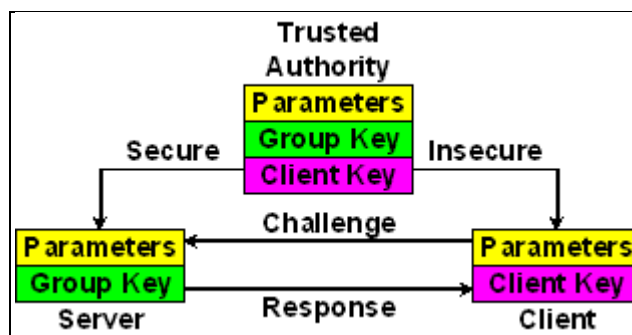 Trusted
Authority
Parameters
Group Key
Client Key
Secure
Insecure
Challenge
Parameters
Group Key
Server
Response
Parameters
Client Key
Client